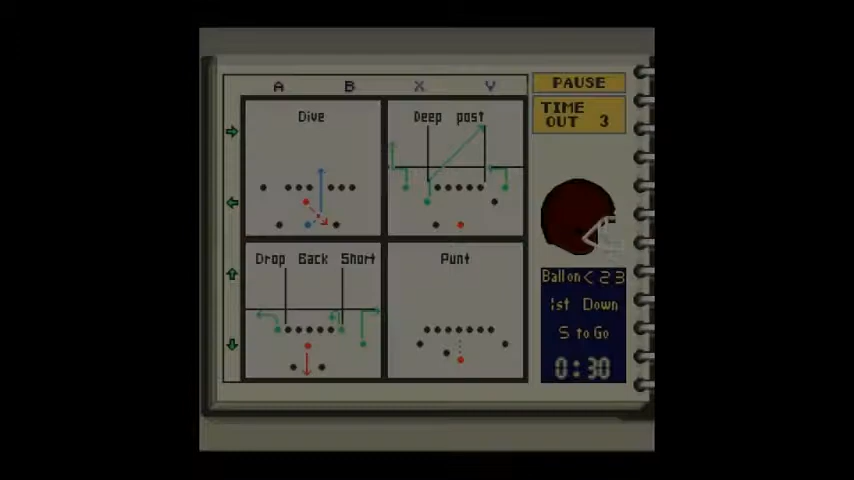 A B X Y
PAUSE
TIME
OUT 3
Dive
Deep post
Drop Back Short
Punt
Ball on < 23
1st Down
5 to Go
0:30